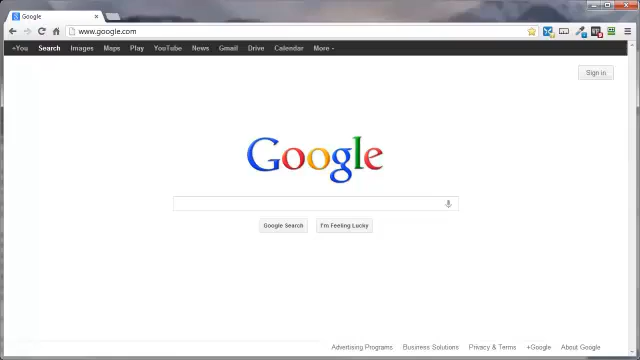 Google
www.google.com
+You Search Images Maps Play YouTube News Gmail Drive Calendar More
Sign in
Google
Google Search I'm Feeling Lucky
Advertising Programs Business Solutions Privacy & Terms +Google About Google